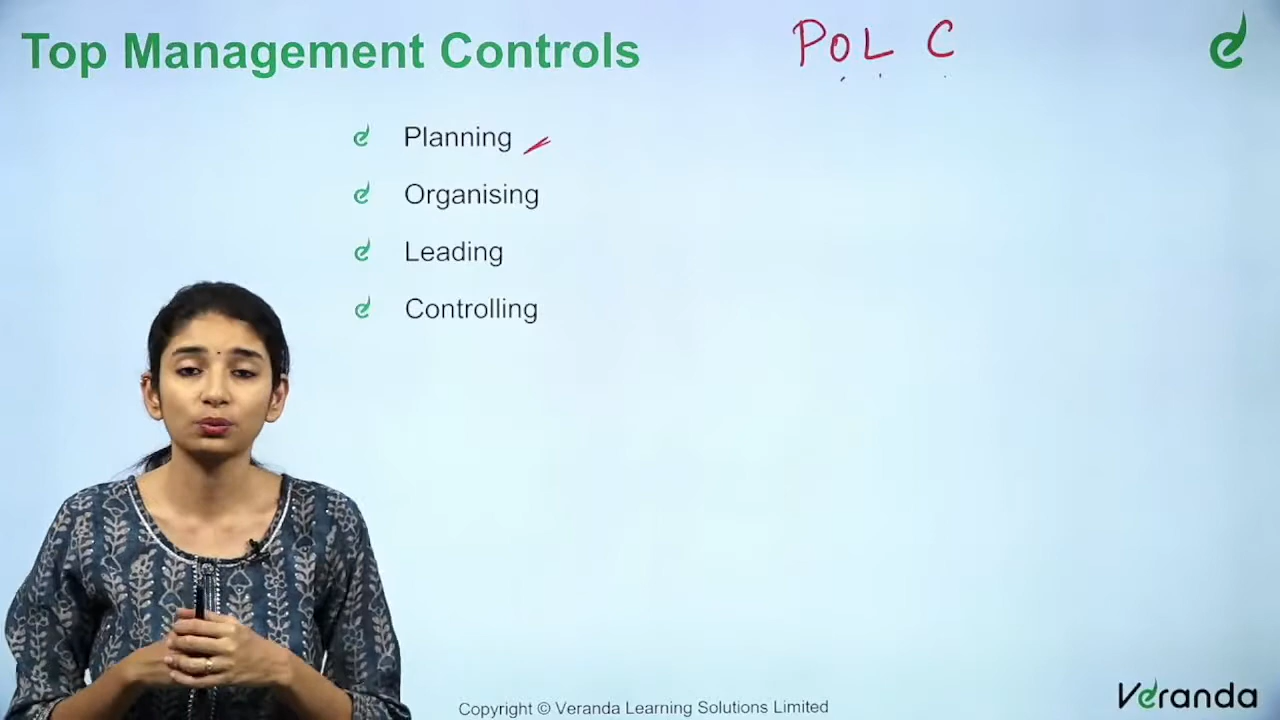 Top Management Controls
POL C
Planning
Organising
Leading
Controlling
Copyright © Veranda Learning Solutions Limited
Veranda